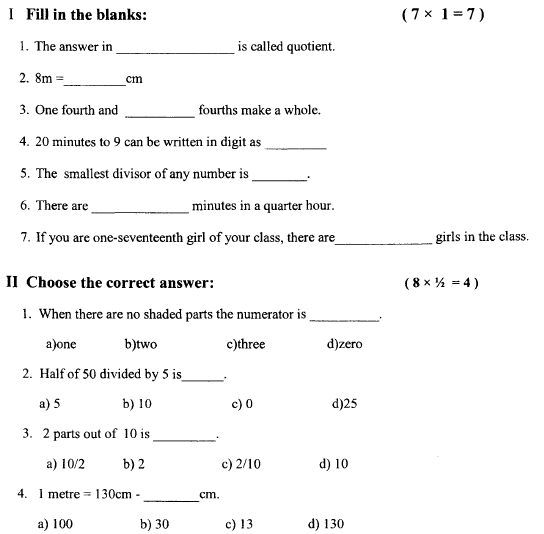 I Fill in the blanks: ( 7 × 1 = 7 )
1. The answer in _________________ is called quotient.
2. 8m =_________cm
3. One fourth and __________ fourths make a whole.
4. 20 minutes to 9 can be written in digit as _________
5. The smallest divisor of any number is ________.
6. There are ______________ minutes in a quarter hour.
7. If you are one-seventeenth girl of your class, there are______________ girls in the class.
II Choose the correct answer: ( 8 × ½ = 4 )
1. When there are no shaded parts the numerator is __________.
a)one b)two c)three d)zero
2. Half of 50 divided by 5 is______.
a) 5 b) 10 c) 0 d)25
3. 2 parts out of 10 is _________.
a) 10/2 b) 2 c) 2/10 d) 10
4. 1 metre = 130cm - ________cm.
a) 100 b) 30 c) 13 d) 130